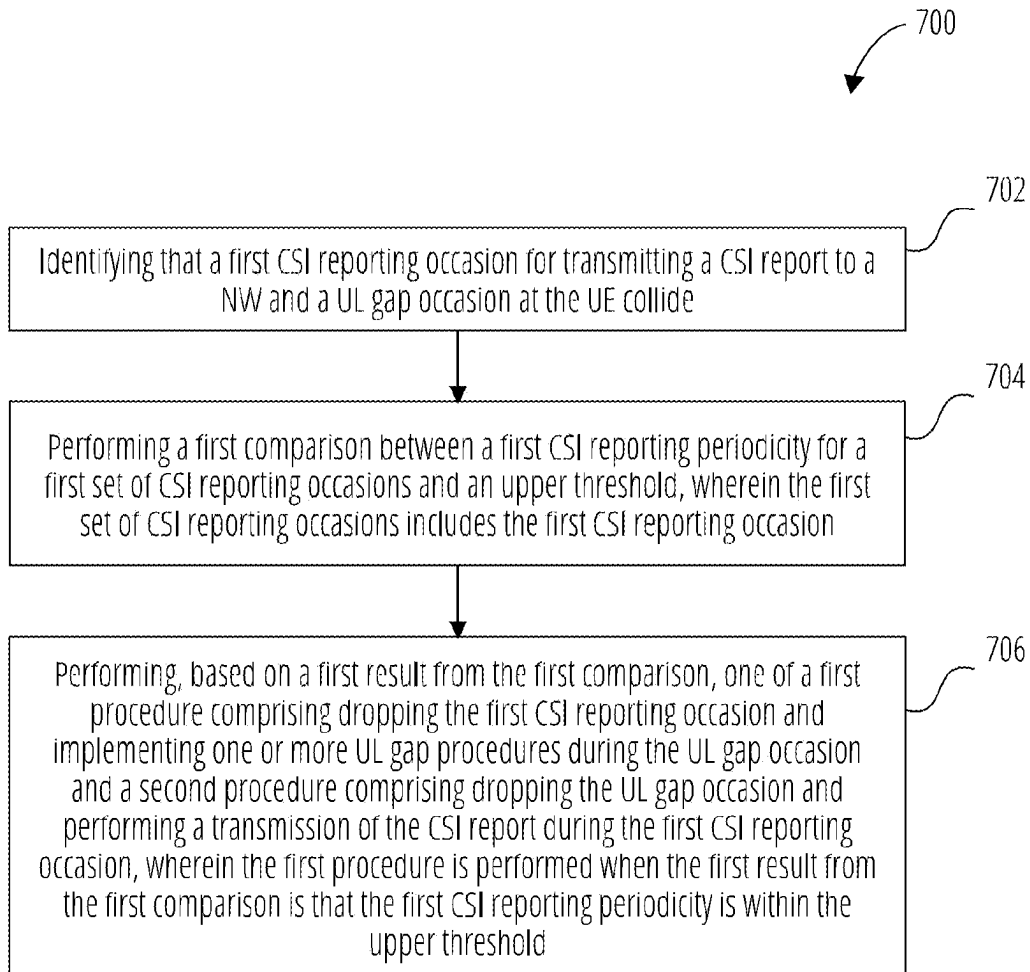 700
702
Identifying that a first CSI reporting occasion for transmitting a CSI report to a
NW and a UL gap occasion at the UE collide
704
Performing a first comparison between a first CSI reporting periodicity for a
first set of CSI reporting occasions and an upper threshold, wherein the first
set of CSI reporting occasions includes the first CSI reporting occasion
706
Performing, based on a first result from the first comparison, one of a first
procedure comprising dropping the first CSI reporting occasion and
implementing one or more UL gap procedures during the UL gap occasion
and a second procedure comprising dropping the UL gap occasion and
performing a transmission of the CSI report during the first CSI reporting
occasion, wherein the first procedure is performed when the first result from
the first comparison is that the first CSI reporting periodicity is within the
upper threshold